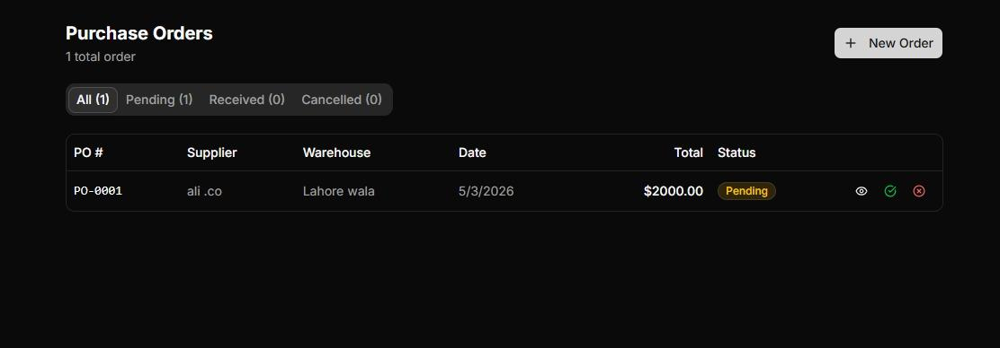 Purchase Orders
1 total order
+ New Order
All (1) Pending (1) Received (0) Cancelled (0)
PO # Supplier Warehouse Date Total Status
PO-0001 ali .co Lahore wala 5/3/2026 $2000.00 Pending